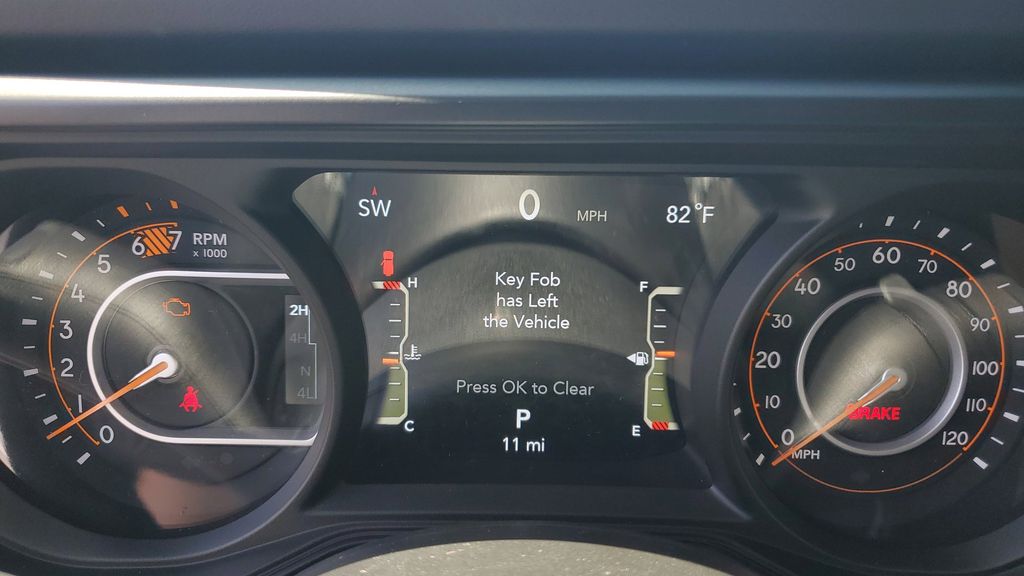 SW
0 MPH
82°F
6 7 RPM
x 1000
5
4
3
2
1
0
2H
4H
N
4L
H
C
Key Fob
has Left
the Vehicle
Press OK to Clear
P
11 mi
F
E
0
10
20
30
40
50
60
70
80
90
100
110
120
MPH
BRAKE